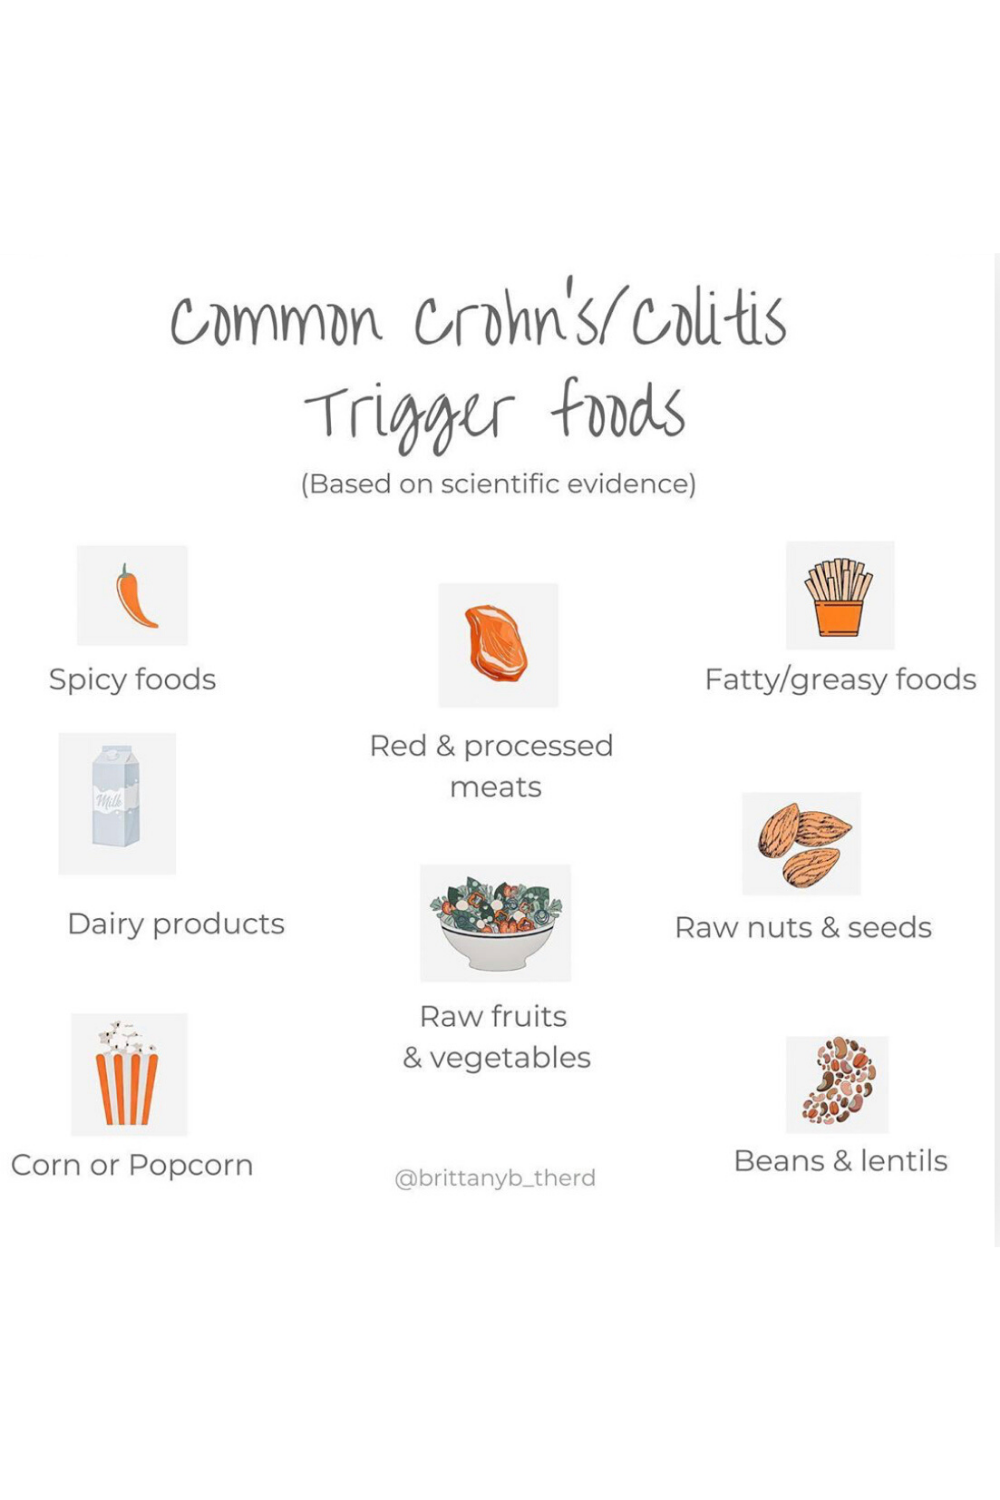 Common Crohn's/Colitis
Trigger foods
(Based on scientific evidence)
Spicy foods
Red & processed
meats
Fatty/greasy foods
Milk
Dairy products
Raw nuts & seeds
Raw fruits
& vegetables
Corn or Popcorn
Beans & lentils
@brittanyb_therd